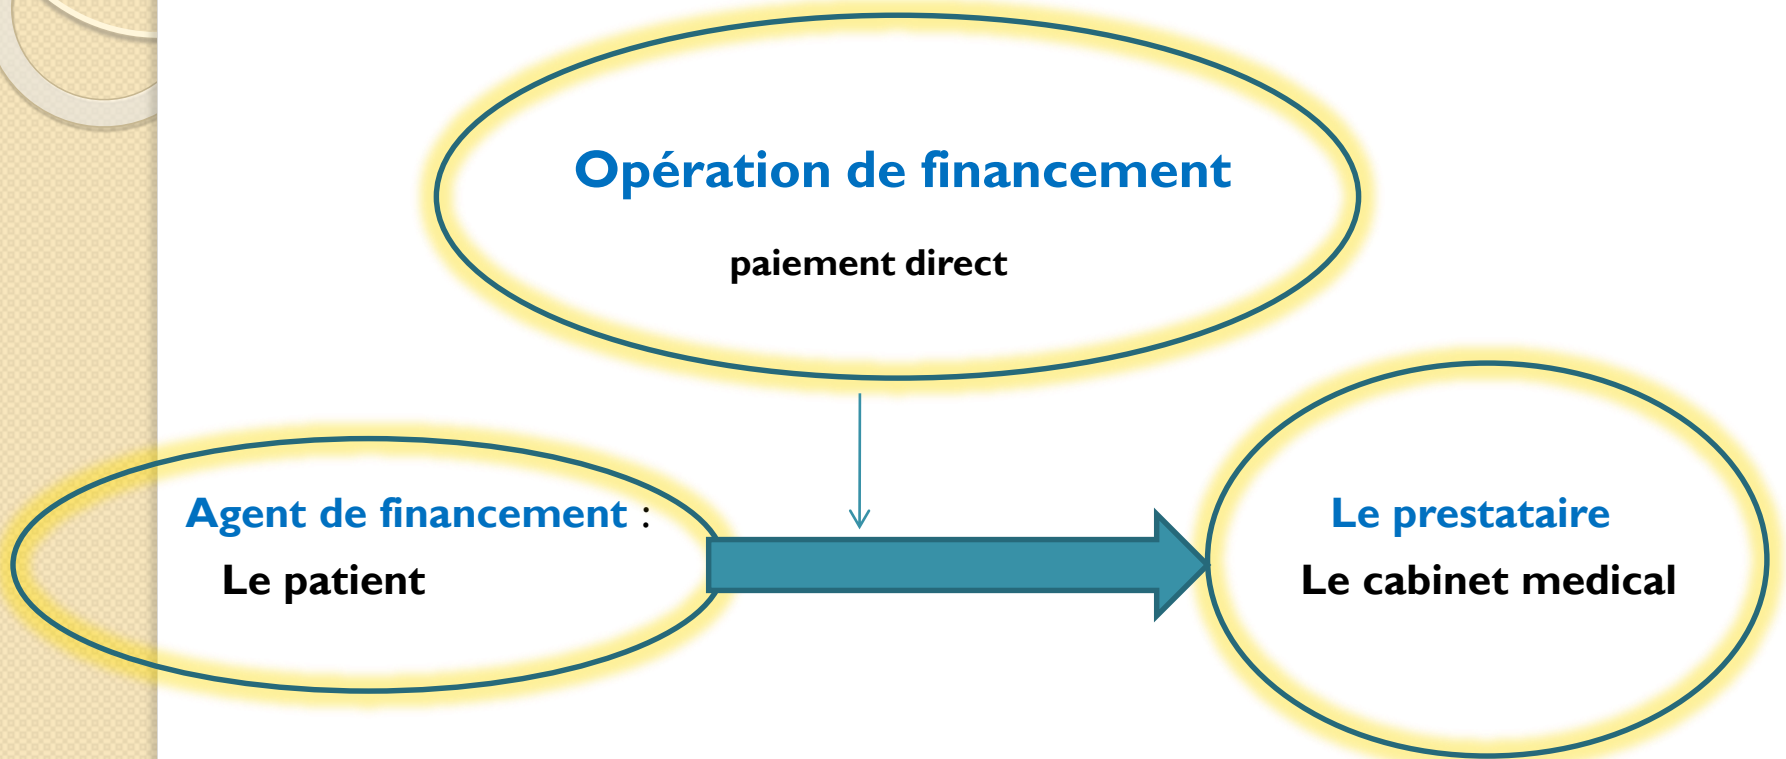 Opération de financement
paiement direct
Agent de financement :
Le patient
Le prestataire
Le cabinet medical